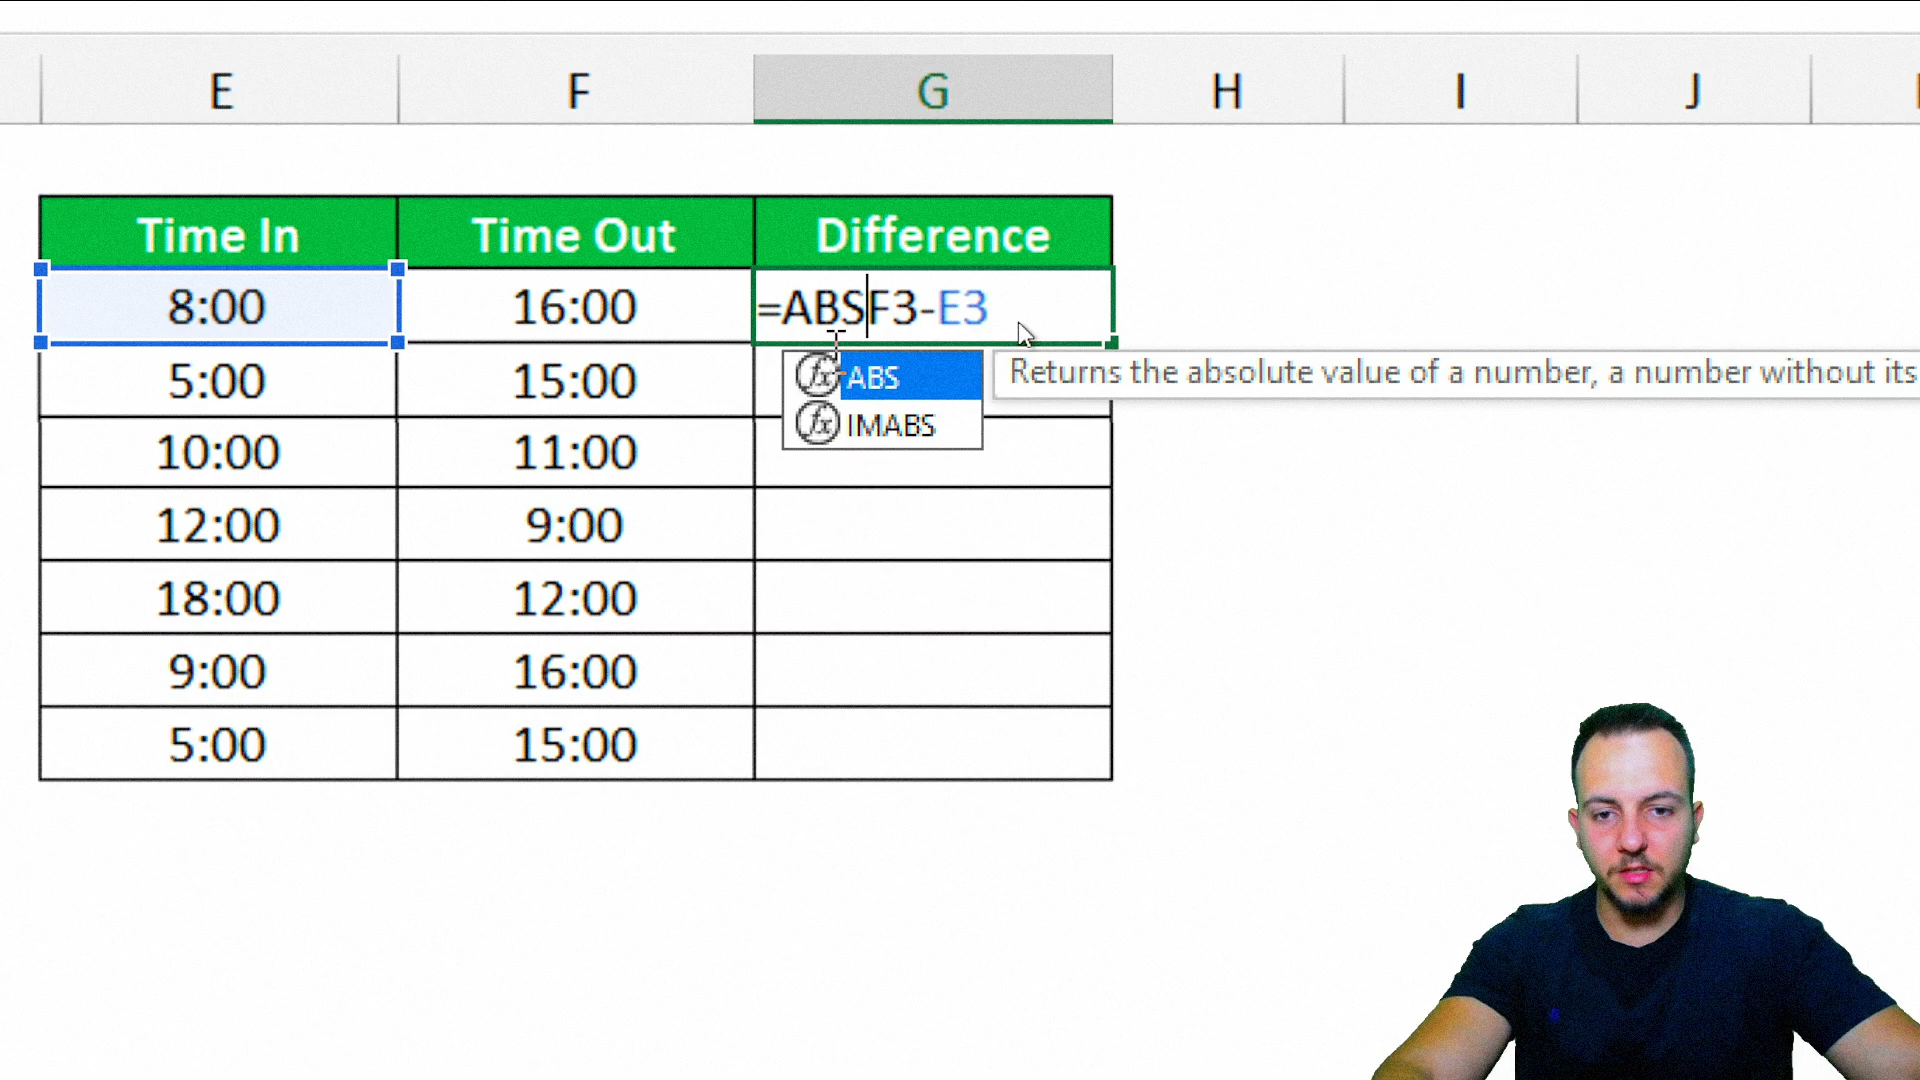 E F G H I J
Time In Time Out Difference
8:00 16:00 =ABSF3-E3
5:00 15:00
ABS Returns the absolute value of a number, a number without its
IMABS
10:00 11:00
12:00 9:00
18:00 12:00
9:00 16:00
5:00 15:00